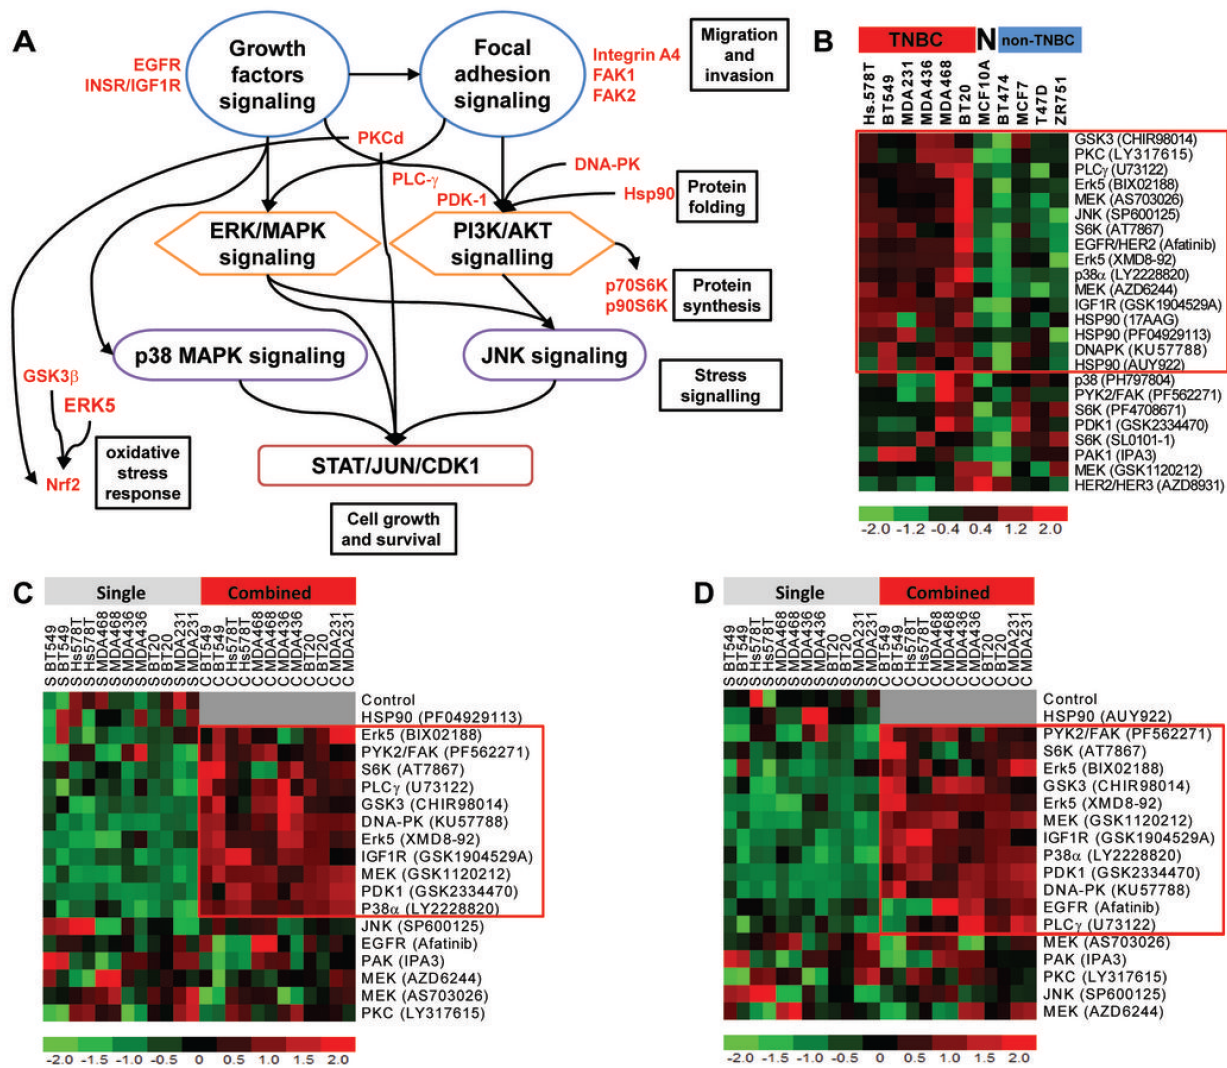 A
Growth
factors
signaling
Focal
adhesion
signaling
EGFR
INSR/IGF1R
Integrin A4
FAK1
FAK2
Migration
and
invasion
PKCd
PLC-γ
PDK-1
DNA-PK
Hsp90
Protein
folding
ERK/MAPK
signaling
PI3K/AKT
signalling
p70S6K
p90S6K
Protein
synthesis
p38 MAPK signaling
JNK signaling
Stress
signalling
GSK3β
ERK5
Nrf2
oxidative
stress
response
STAT/JUN/CDK1
Cell growth
and survival
B
TNBC N non-TNBC
Hs.578T
BT549
MDA231
MDA436
MDA468
BT20
MCF10A
BT474
MCF7
T47D
ZR751
GSK3 (CHIR98014)
PKC (LY317615)
PLCγ (U73122)
Erk5 (BIX02188)
MEK (AS703026)
JNK (SP600125)
S6K (AT7867)
EGFR/HER2 (Afatinib)
Erk5 (XMD8-92)
p38α (LY2228820)
MEK (AZD6244)
IGF1R (GSK1904529A)
HSP90 (17AAG)
HSP90 (PF04929113)
DNAPK (KU57788)
HSP90 (AUY922)
p38 (PH797804)
PYK2/FAK (PF562271)
S6K (PF4708671)
PDK1 (GSK2334470)
S6K (SL0101-1)
PAK1 (IPA3)
MEK (GSK1120212)
HER2/HER3 (AZD8931)
-2.0 -1.2 -0.4 0.4 1.2 2.0
C
Single Combined
S BT549
S BT549
S Hs578T
S Hs578T
S MDA468
S MDA468
S MDA436
S MDA436
S BT20
S BT20
S MDA231
S MDA231
C BT549
C BT549
C Hs578T
C Hs578T
C MDA468
C MDA468
C MDA436
C MDA436
C BT20
C BT20
C MDA231
C MDA231
Control
HSP90 (PF04929113)
Erk5 (BIX02188)
PYK2/FAK (PF562271)
S6K (AT7867)
PLCγ (U73122)
GSK3 (CHIR98014)
DNA-PK (KU57788)
Erk5 (XMD8-92)
IGF1R (GSK1904529A)
MEK (GSK1120212)
PDK1 (GSK2334470)
P38α (LY2228820)
JNK (SP600125)
EGFR (Afatinib)
PAK (IPA3)
MEK (AZD6244)
MEK (AS703026)
PKC (LY317615)
-2.0 -1.5 -1.0 -0.5 0 0.5 1.0 1.5 2.0
D
Single Combined
S BT549
S BT549
S Hs578T
S Hs578T
S MDA468
S MDA468
S MDA436
S MDA436
S BT20
S BT20
S MDA231
S MDA231
C BT549
C BT549
C Hs578T
C Hs578T
C MDA468
C MDA468
C MDA436
C MDA436
C BT20
C BT20
C MDA231
C MDA231
Control
HSP90 (AUY922)
PYK2/FAK (PF562271)
S6K (AT7867)
Erk5 (BIX02188)
GSK3 (CHIR98014)
Erk5 (XMD8-92)
MEK (GSK1120212)
IGF1R (GSK1904529A)
P38α (LY2228820)
PDK1 (GSK2334470)
DNA-PK (KU57788)
EGFR (Afatinib)
PLCγ (U73122)
MEK (AS703026)
PAK (IPA3)
PKC (LY317615)
JNK (SP600125)
MEK (AZD6244)
-2.0 -1.5 -1.0 -0.5 0 0.5 1.0 1.5 2.0